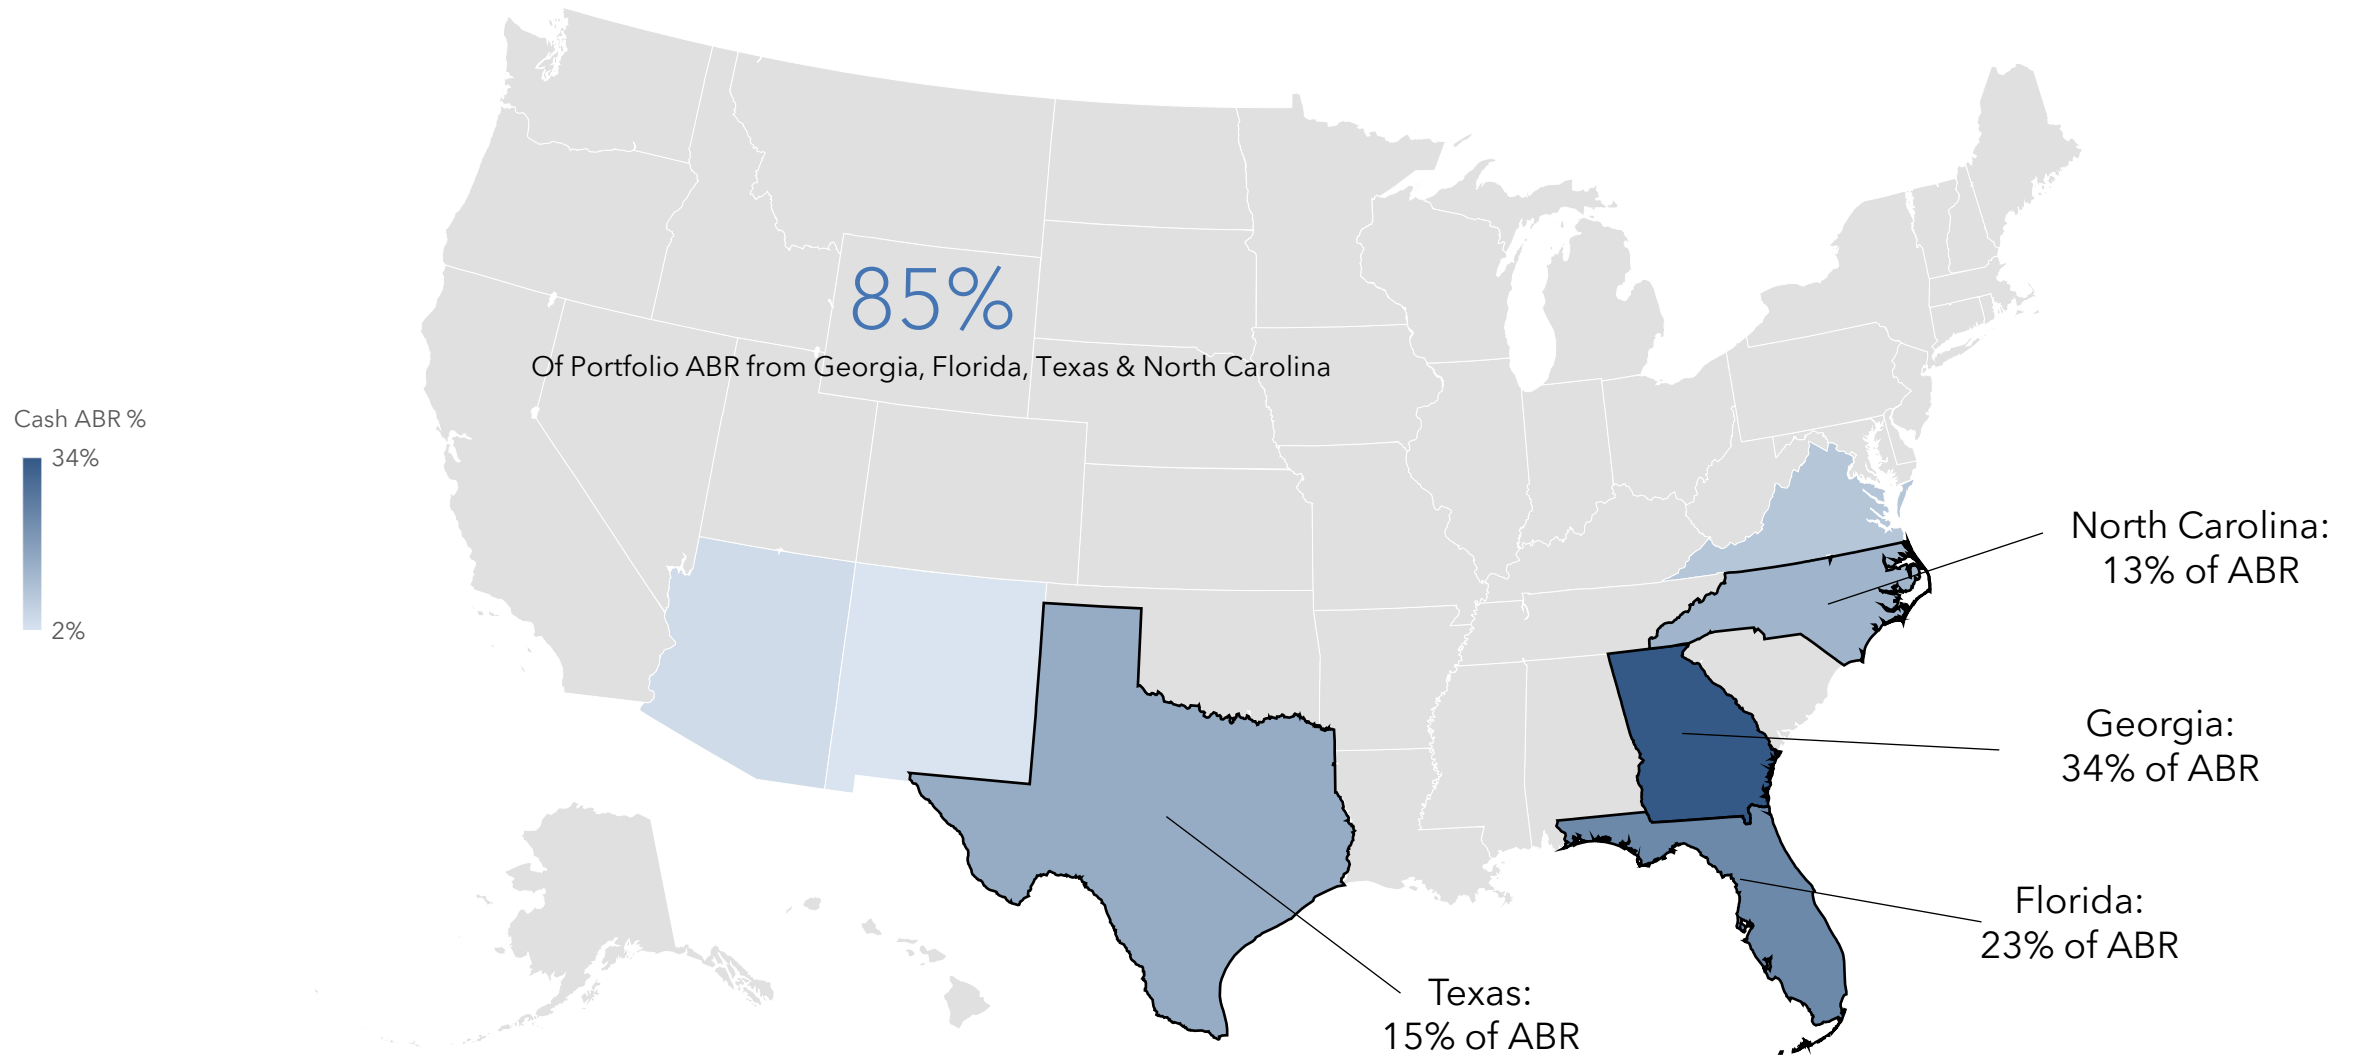 85%
Of Portfolio ABR from Georgia, Florida, Texas & North Carolina
Cash ABR %
34%
2%
North Carolina:
13% of ABR
Georgia:
34% of ABR
Florida:
23% of ABR
Texas:
15% of ABR